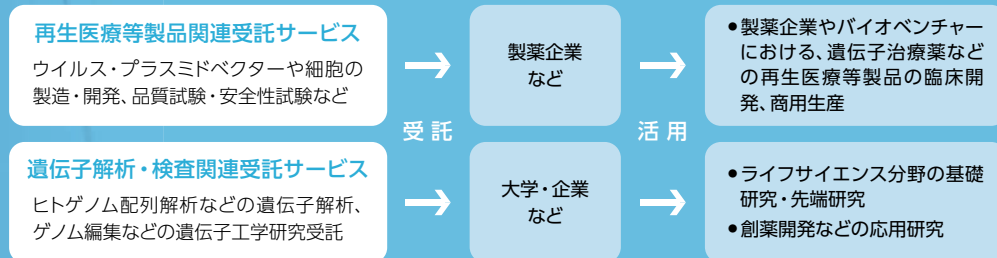 再生医療等製品関連受託サービス
ウイルス・プラスミドベクターや細胞の
製造・開発、品質試験・安全性試験など
製薬企業
など
●製薬企業やバイオベンチャー
における、遺伝子治療薬など
の再生医療等製品の臨床開
発、商用生産
受託
活用
遺伝子解析・検査関連受託サービス
ヒトゲノム配列解析などの遺伝子解析、
ゲノム編集などの遺伝子工学研究受託
大学・企業
など
●ライフサイエンス分野の基礎
研究・先端研究
●創薬開発などの応用研究